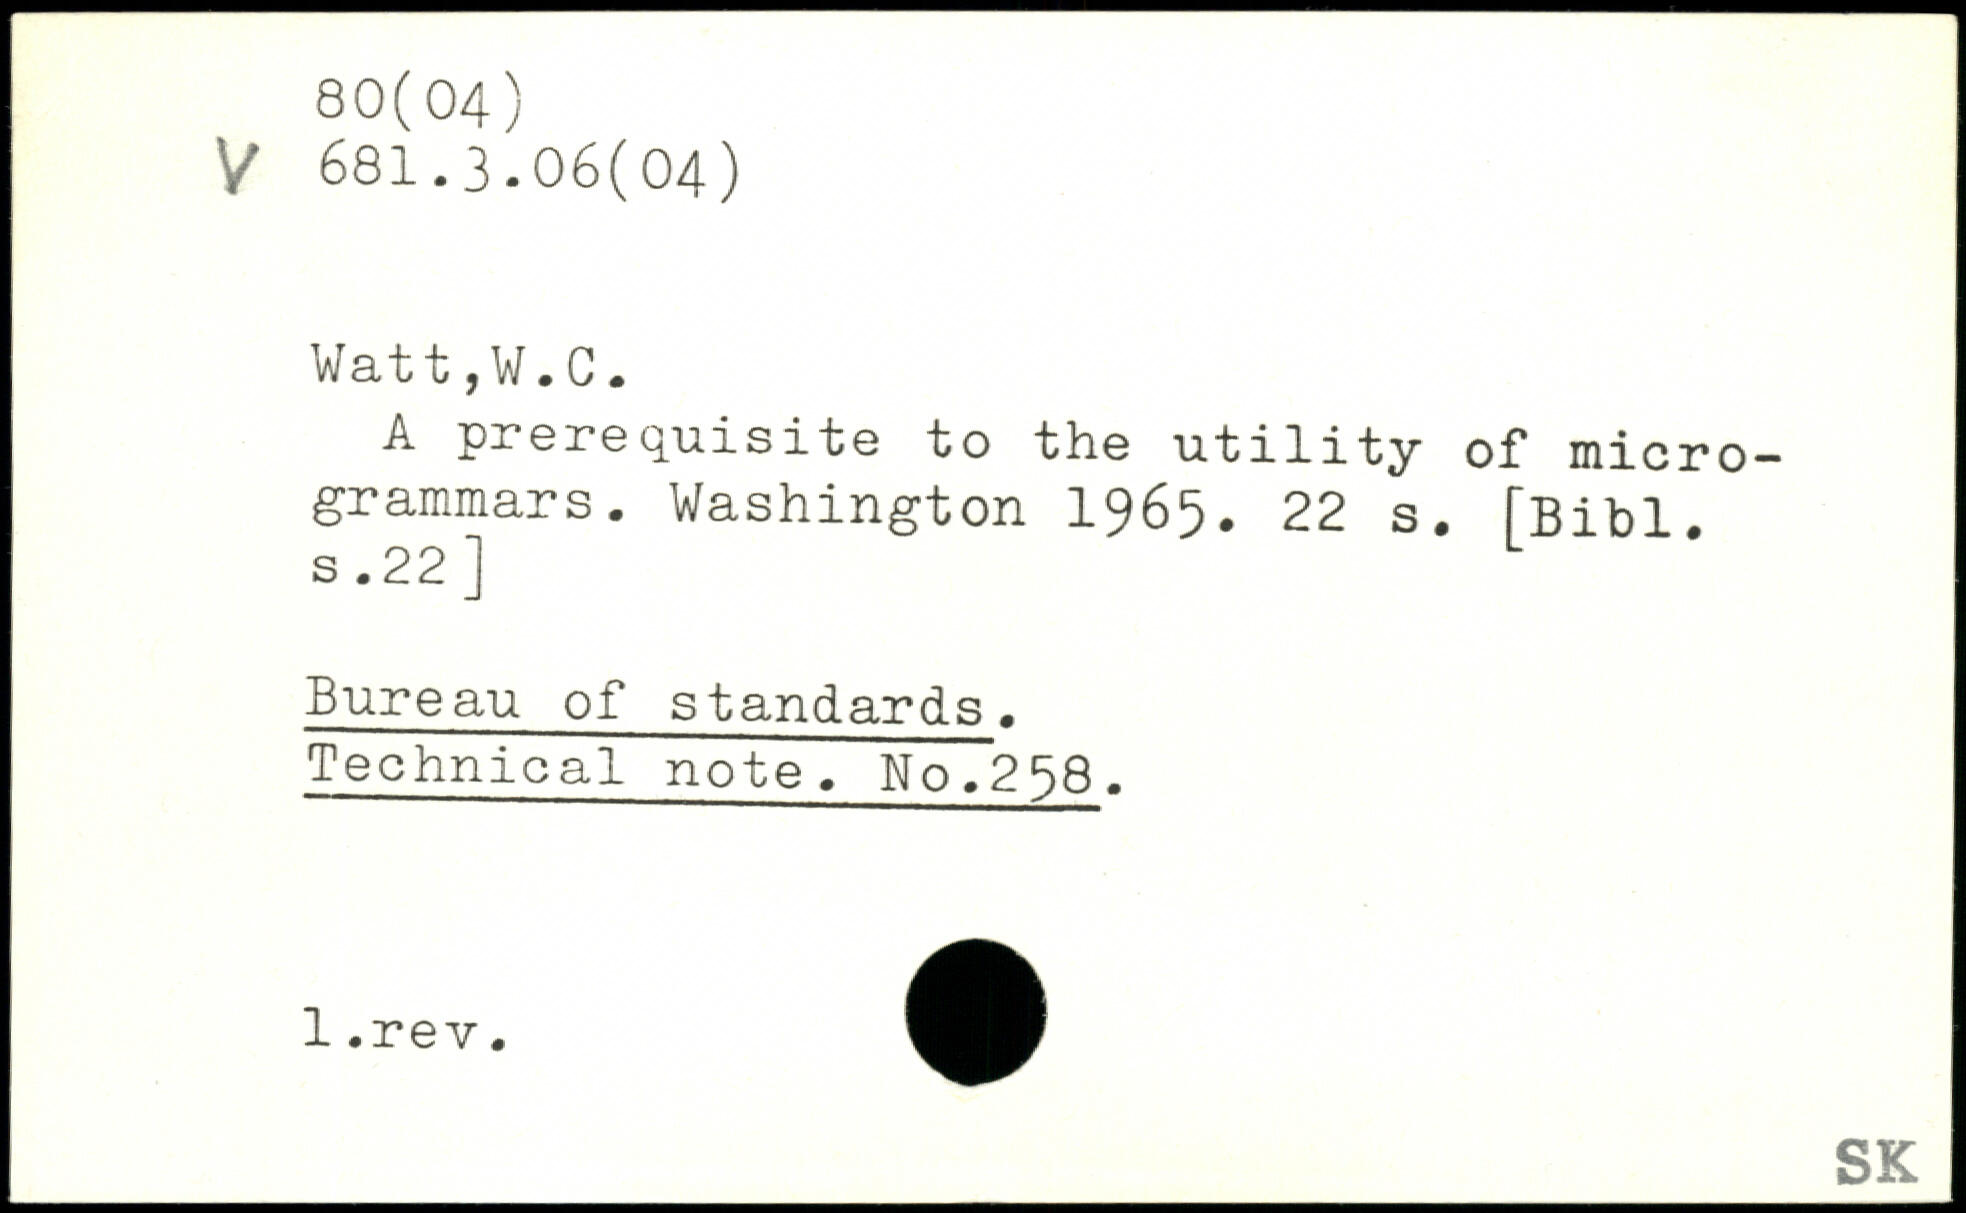 80(04)
V 681.3.06(04)
Watt,W.C.
A prerequisite to the utility of micro-
grammars. Washington 1965. 22 s. [Bibl.
s.22]
Bureau of standards.
Technical note. No.258.
1.rev.
SK